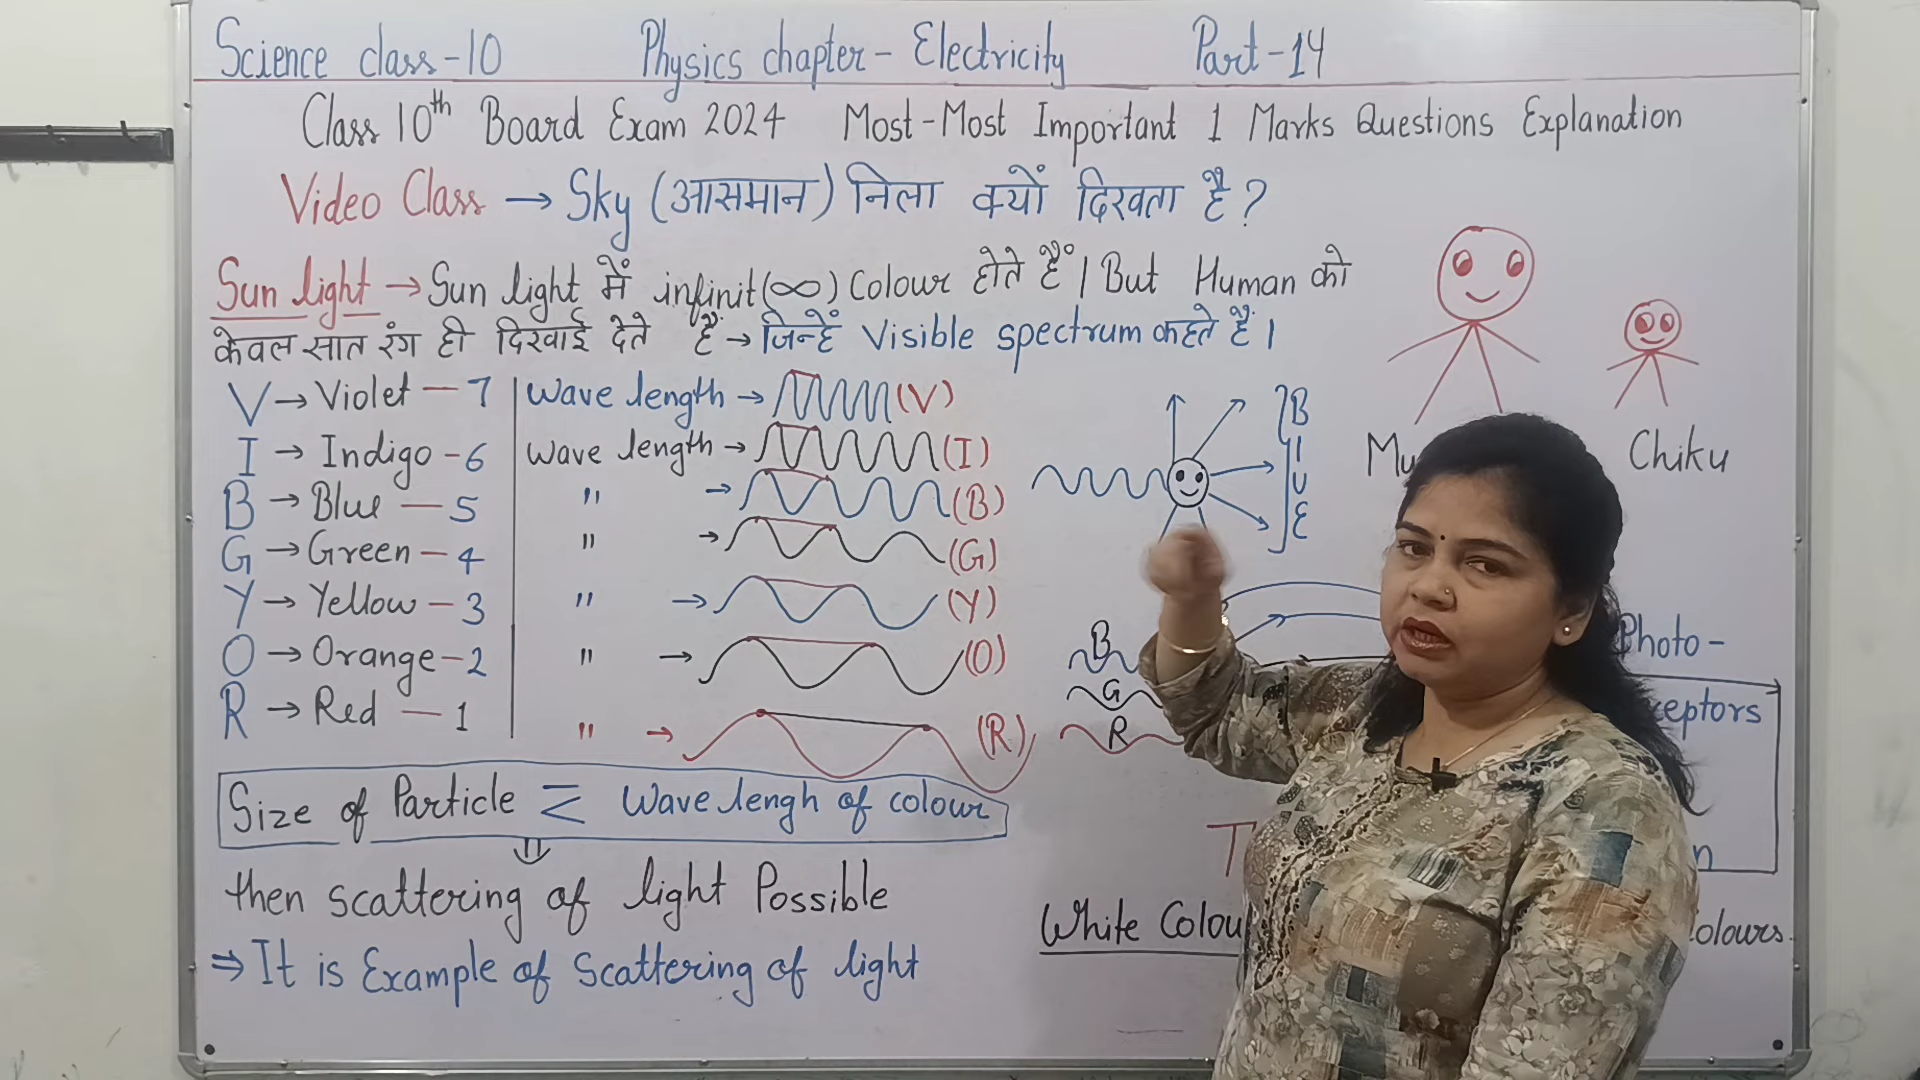 Science class-10 Physics chapter- Electricity Part-14
Class 10th Board Exam 2024 Most-Most Important 1 Marks Questions Explanation
Video Class → Sky (आसमान) निला क्यों दिखता है?
Sun light → Sun light में infinit(∞) Colour होते हैं। But Human को
केवल सात रंग ही दिखाई देते हैं → जिन्हें Visible spectrum कहते हैं।
V → Violet — 7 Wave length → (V)
I → Indigo - 6 Wave length → (I)
B → Blue — 5 " → (B)
G → Green - 4 " → (G)
Y → Yellow - 3 " → (Y)
O → Orange - 2 " → (O)
R → Red — 1 " → (R)
Size of Particle Wave lengh of colour
then scattering of light Possible
⇒ It is Example of Scattering of light
BlUE
Chiku
B
G
R
Photo-
White